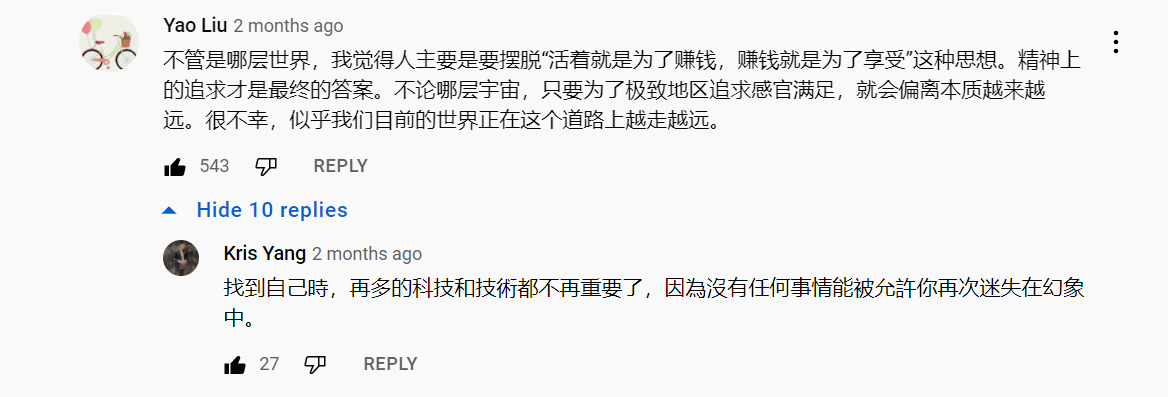 Yao Liu 2 months ago
不管是哪层世界，我觉得人主要是要摆脱“活着就是为了赚钱，赚钱就是为了享受”这种思想。精神上
的追求才是最终的答案。不论哪层宇宙，只要为了极致地区追求感官满足，就会偏离本质越来越
远。很不幸，似乎我们目前的世界正在这个道路上越走越远。
543 REPLY
Hide 10 replies
Kris Yang 2 months ago
找到自己時，再多的科技和技術都不再重要了，因為沒有任何事情能被允許你再次迷失在幻象
中。
27 REPLY